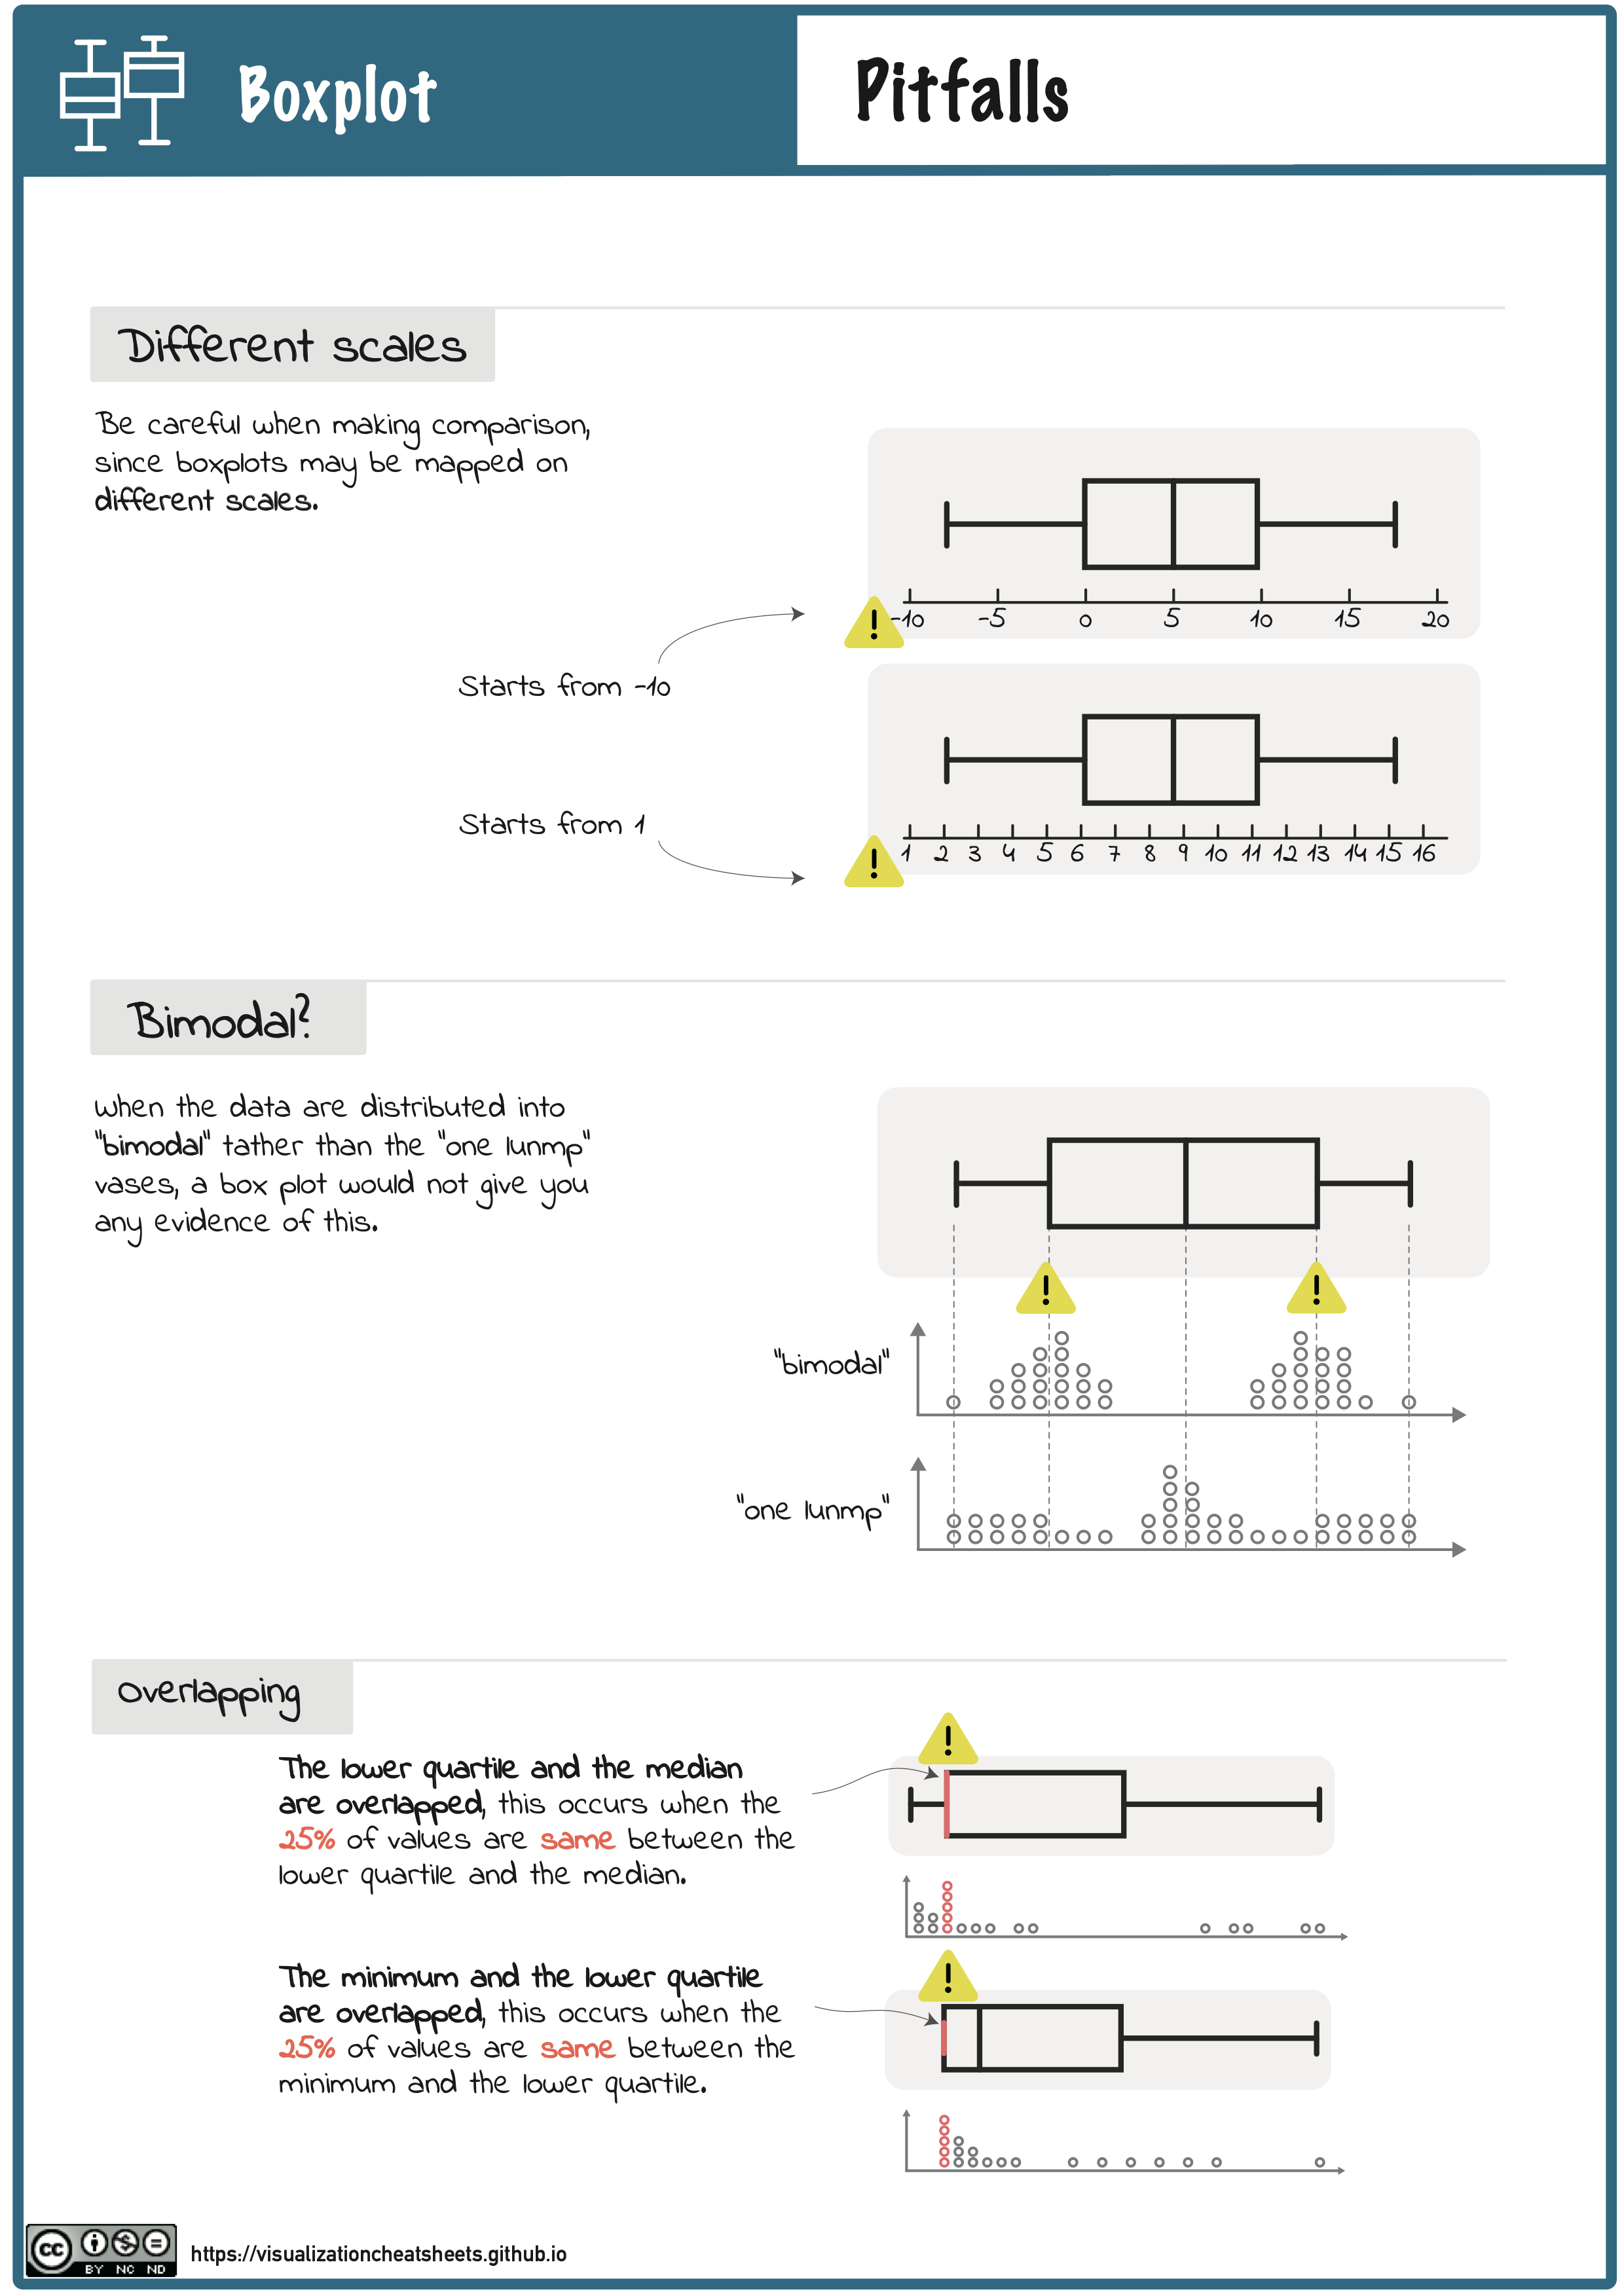 Boxplot
Pitfalls
Different scales
Be careful when making comparison,
since boxplots may be mapped on
different scales.
-10 -5 0 5 10 15 20
Starts from -10
Starts from 1
1 2 3 4 5 6 7 8 9 10 11 12 13 14 15 16
Bimodal?
When the data are distributed into
"bimodal" tather than the "one lunmp"
vases, a box plot would not give you
any evidence of this.
"bimodal"
"one lunmp"
Overlapping
The lower quartile and the median
are overlapped, this occurs when the
25% of values are same between the
lower quartile and the median.
The minimum and the lower quartile
are overlapped, this occurs when the
25% of values are same between the
minimum and the lower quartile.
cc BY NC ND
https://visualizationcheatsheets.github.io